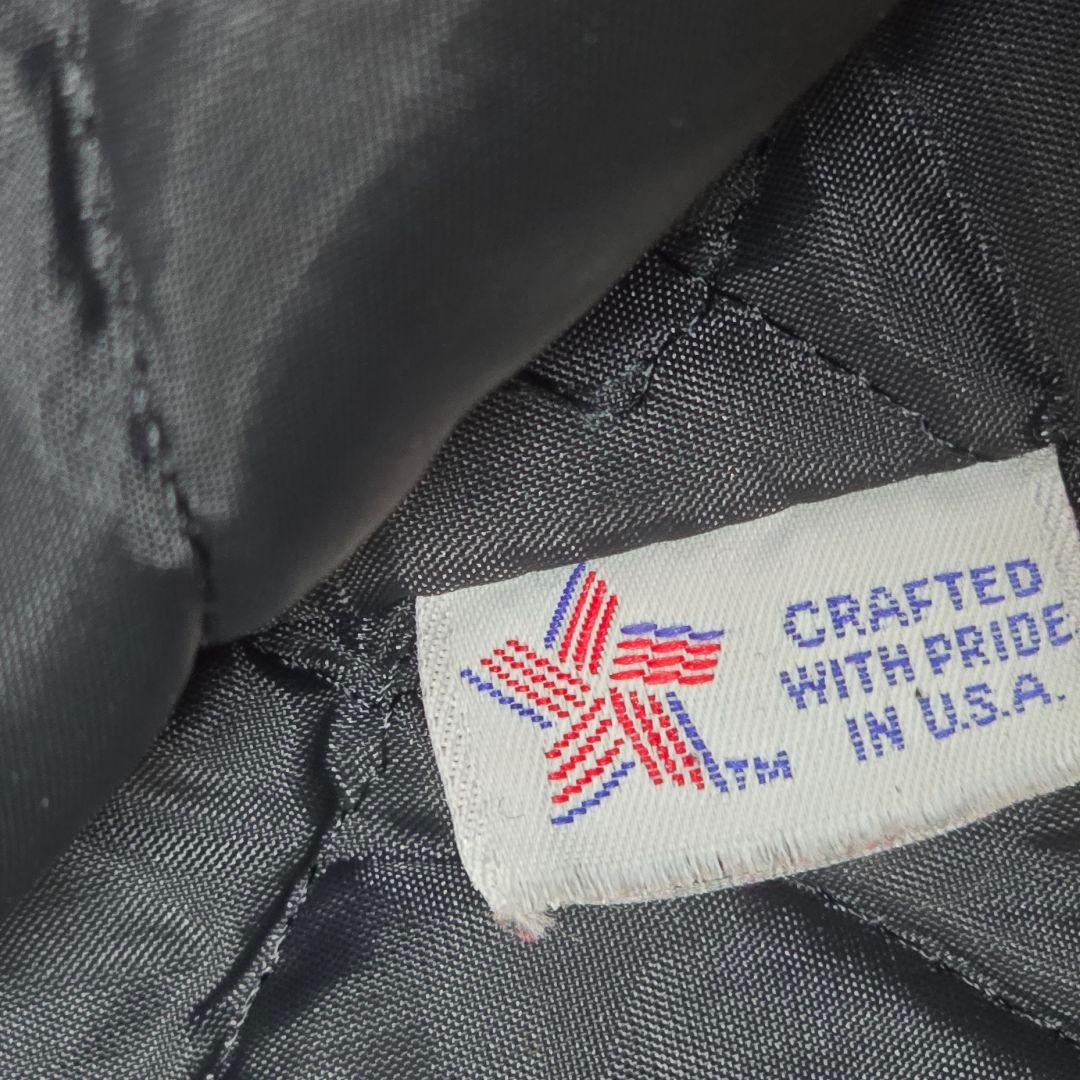 CRAFTED
WITH PRIDE
IN U.S.A.
TM